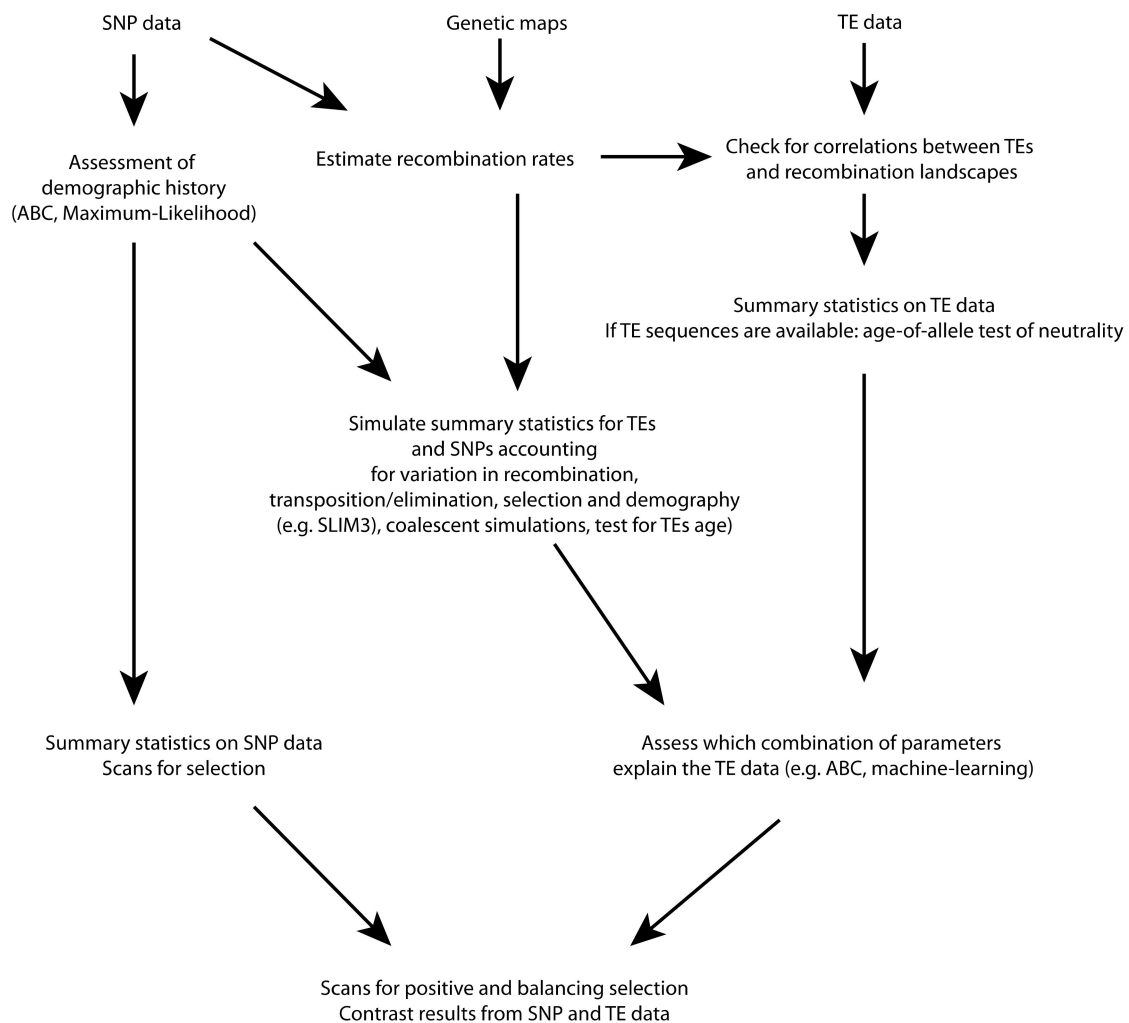 SNP data
Genetic maps
TE data
Assessment of
demographic history
(ABC, Maximum-Likelihood)
Estimate recombination rates
Check for correlations between TEs
and recombination landscapes
Summary statistics on TE data
If TE sequences are available: age-of-allele test of neutrality
Simulate summary statistics for TEs
and SNPs accounting
for variation in recombination,
transposition/elimination, selection and demography
(e.g. SLIM3), coalescent simulations, test for TEs age)
Summary statistics on SNP data
Scans for selection
Assess which combination of parameters
explain the TE data (e.g. ABC, machine-learning)
Scans for positive and balancing selection
Contrast results from SNP and TE data